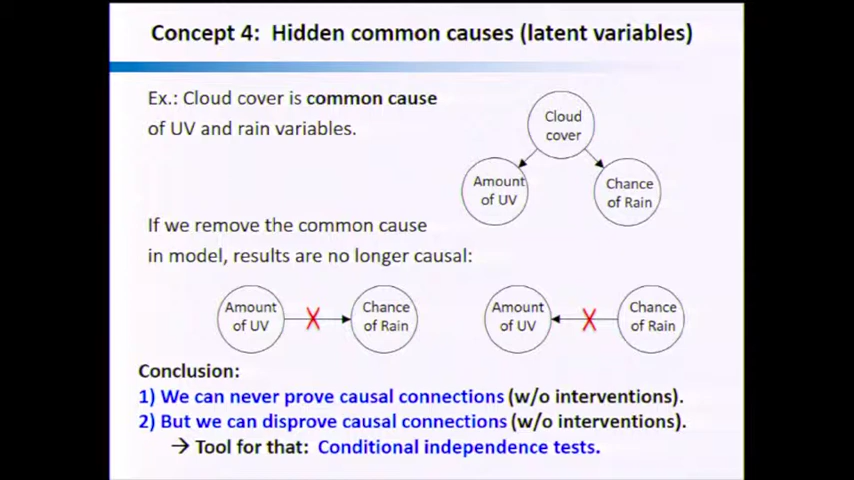 Concept 4: Hidden common causes (latent variables)
Ex.: Cloud cover is common cause
of UV and rain variables.
Cloud
cover
Amount
of UV
Chance
of Rain
If we remove the common cause
in model, results are no longer causal:
Amount
of UV
Chance
of Rain
Amount
of UV
Chance
of Rain
Conclusion:
1) We can never prove causal connections (w/o interventions).
2) But we can disprove causal connections (w/o interventions).
→ Tool for that: Conditional independence tests.